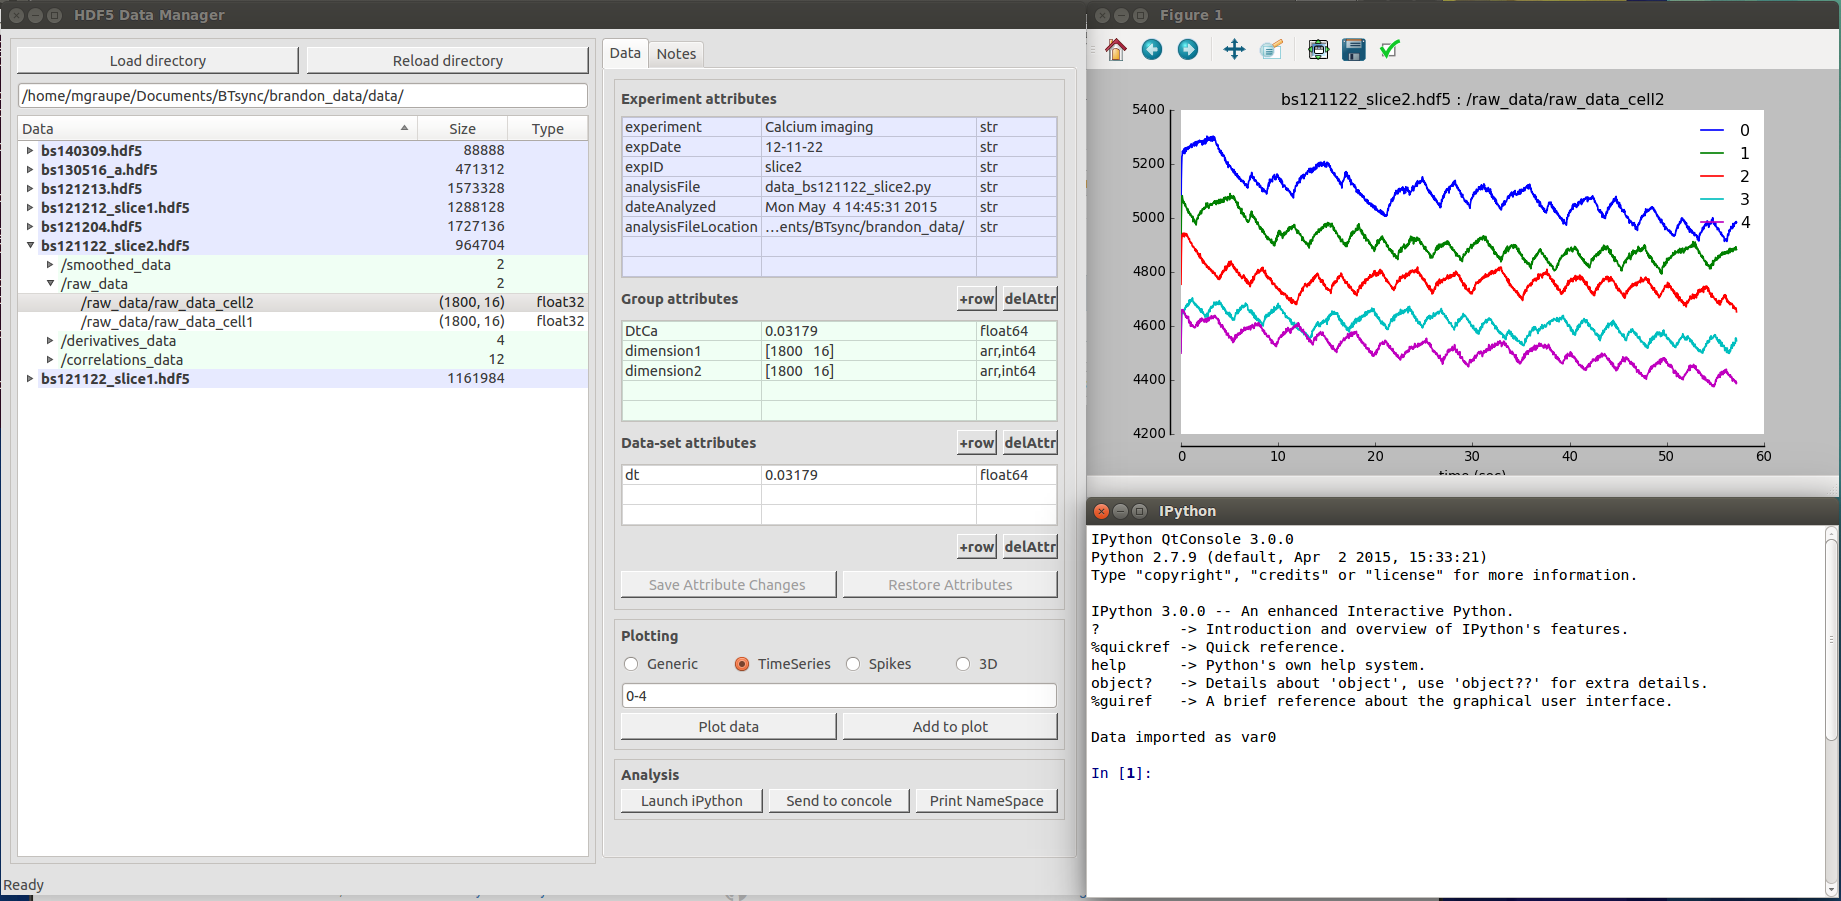 HDF5 Data Manager
Load directory
Reload directory
/home/mgraupe/Documents/BTsync/brandon_data/data/
Data Size Type
bs140309.hdf5 88888
bs130516_a.hdf5 471312
bs121213.hdf5 1573328
bs121212_slice1.hdf5 1288128
bs121204.hdf5 1727136
bs121122_slice2.hdf5 964704
/smoothed_data 2
/raw_data 2
/raw_data/raw_data_cell2 (1800, 16) float32
/raw_data/raw_data_cell1 (1800, 16) float32
/derivatives_data 4
/correlations_data 12
bs121122_slice1.hdf5 1161984
Ready
Data Notes
Experiment attributes
experiment Calcium imaging str
expDate 12-11-22 str
expID slice2 str
analysisFile data_bs121122_slice2.py str
dateAnalyzed Mon May  4 14:45:31 2015 str
analysisFileLocation ...ents/BTsync/brandon_data/ str
Group attributes +row delAttr
DtCa 0.03179 float64
dimension1 [1800  16] arr,int64
dimension2 [1800  16] arr,int64
Data-set attributes +row delAttr
dt 0.03179 float64
+row delAttr
Save Attribute Changes Restore Attributes
Plotting
Generic TimeSeries Spikes 3D
0-4
Plot data Add to plot
Analysis
Launch iPython Send to concole Print NameSpace
Figure 1
bs121122_slice2.hdf5 : /raw_data/raw_data_cell2
5400
5200
5000
4800
4600
4400
4200
0
1
2
3
4
0 10 20 30 40 50 60
time (sec)
IPython
IPython QtConsole 3.0.0
Python 2.7.9 (default, Apr  2 2015, 15:33:21)
Type "copyright", "credits" or "license" for more information.
IPython 3.0.0 -- An enhanced Interactive Python.
?         -> Introduction and overview of IPython's features.
%quickref -> Quick reference.
help      -> Python's own help system.
object?   -> Details about 'object', use 'object??' for extra details.
%guiref   -> A brief reference about the graphical user interface.
Data imported as var0
In [1]: